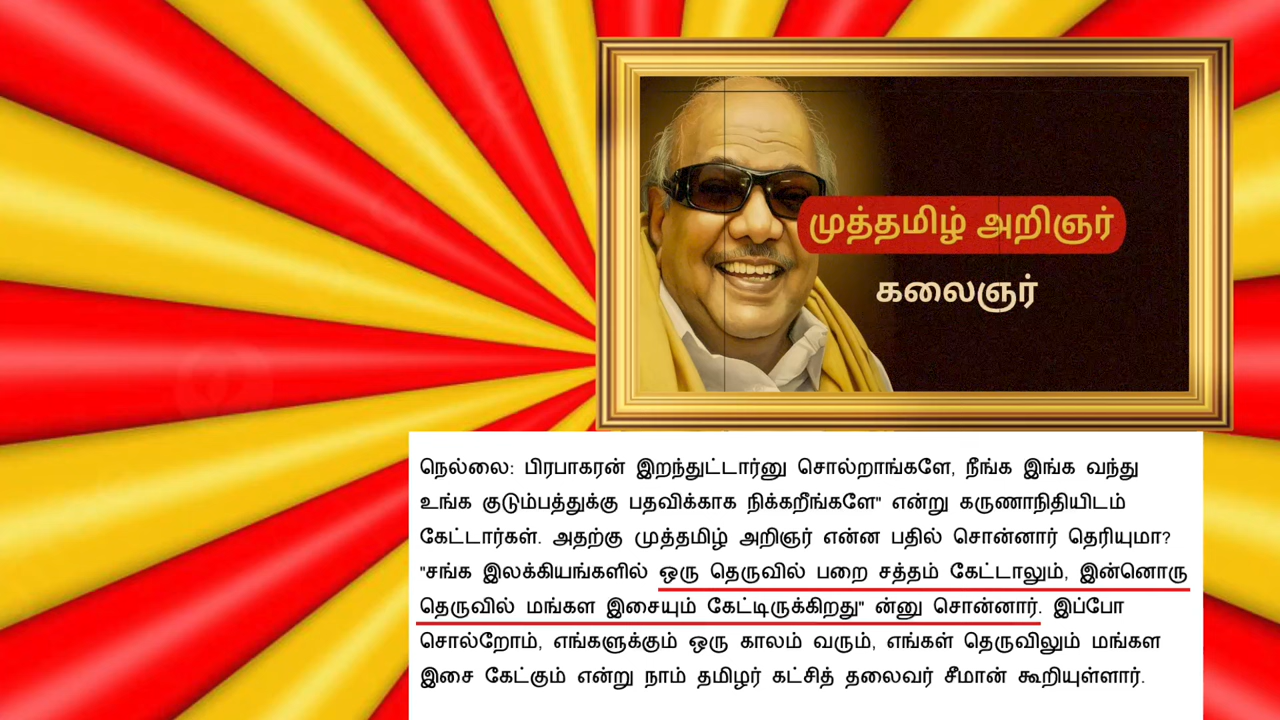 முத்தமிழ் அறிஞர்
கலைஞர்
நெல்லை: பிரபாகரன் இறந்துட்டார்னு சொல்றாங்களே, நீங்க இங்க வந்து
உங்க குடும்பத்துக்கு பதவிக்காக நிக்கறீங்களே" என்று கருணாநிதியிடம்
கேட்டார்கள். அதற்கு முத்தமிழ் அறிஞர் என்ன பதில் சொன்னார் தெரியுமா?
"சங்க இலக்கியங்களில் ஒரு தெருவில் பறை சத்தம் கேட்டாலும், இன்னொரு
தெருவில் மங்கள இசையும் கேட்டிருக்கிறது" ன்னு சொன்னார். இப்போ
சொல்றோம், எங்களுக்கும் ஒரு காலம் வரும், எங்கள் தெருவிலும் மங்கள
இசை கேட்கும் என்று நாம் தமிழர் கட்சித் தலைவர் சீமான் கூறியுள்ளார்.